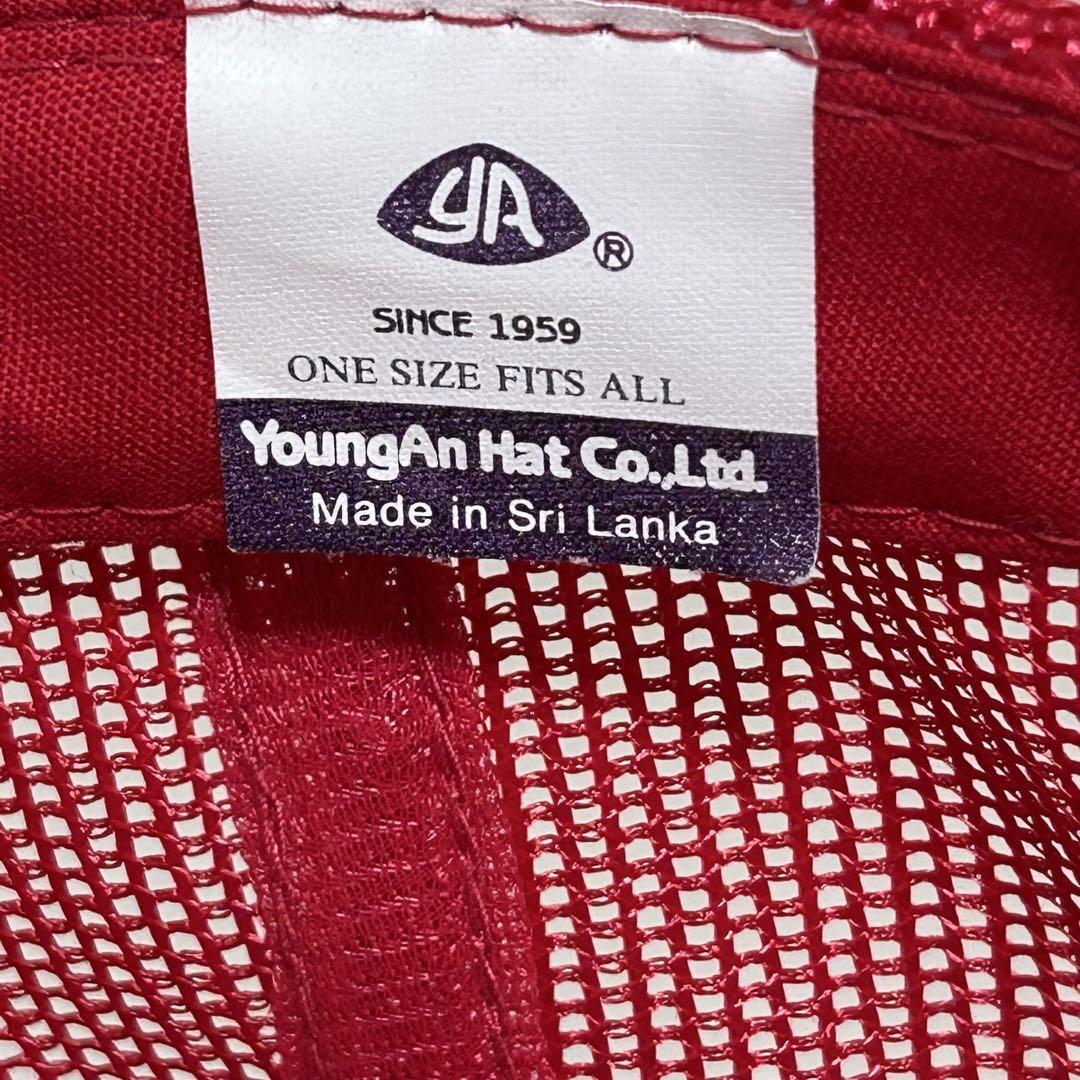 YA ®
SINCE 1959
ONE SIZE FITS ALL
YoungAn Hat Co.,Ltd.
Made in Sri Lanka